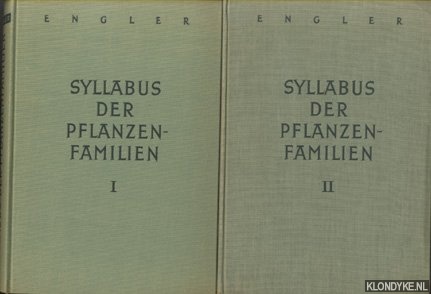 ENGLER
SYLLABUS
DER
PFLANZEN-
FAMILIEN
I
ENGLER
SYLLABUS
DER
PFLANZEN-
FAMILIEN
II
KLONDYKE.NL